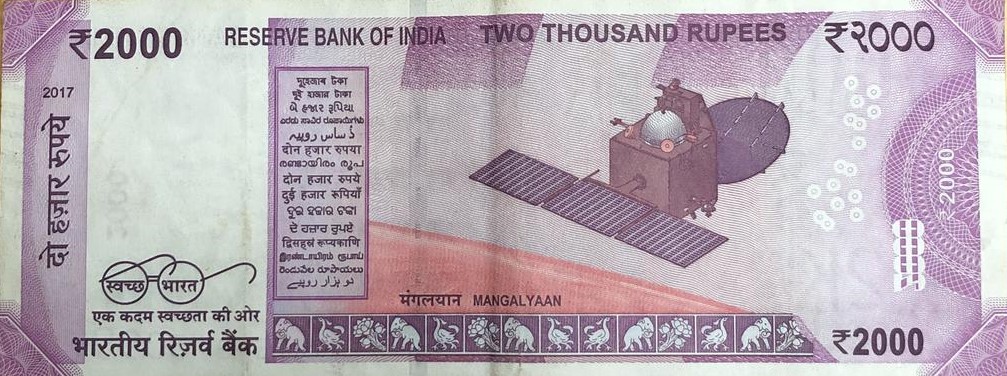 ₹2000 RESERVE BANK OF INDIA TWO THOUSAND RUPEES ₹२०००
2017
दो हज़ार रुपये
দুহেজাৰ টকা
দুই হাজার টাকা
બે હજાર રૂપિયા
ಎರಡು ಸಾವಿರ ರೂಪಾಯಿಗಳು
दोन हजार रुपया
രണ്ടായിരം രൂപ
दोन हजार रुपये
दुई हजार रुपियाँ
ଦୁଇ ହଜାର ଟଙ୍କା
ਦੋ ਹਜ਼ਾਰ ਰੁਪਏ
द्विसहस्रं रूप्यकाणि
இரண்டாயிரம் ரூபாய்
రెండువేల రూపాయలు
دو ہزار روپیے
₹2000
स्वच्छ भारत
एक कदम स्वच्छता की ओर
भारतीय रिज़र्व बैंक
मंगलयान MANGALYAAN
₹2000